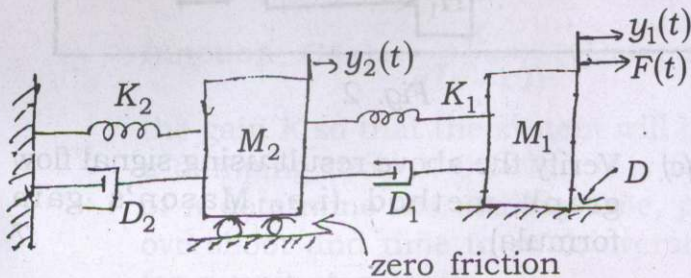 y₁(t)
y₂(t)
F(t)
K₂
K₁
M₂
M₁
D
D₂
D₁
zero friction